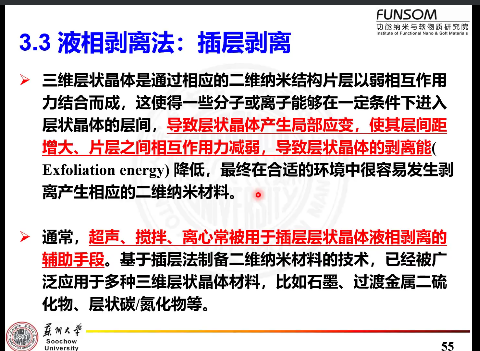 FUNSOM
功能纳米与软物质研究院
Institute of Functional Nano & Soft Materials
3.3 液相剥离法：插层剥离
三维层状晶体是通过相应的二维纳米结构片层以弱相互作用
力结合而成，这使得一些分子或离子能够在一定条件下进入
层状晶体的层间，导致层状晶体产生局部应变，使其层间距
增大、片层之间相互作用力减弱，导致层状晶体的剥离能(
Exfoliation energy) 降低，最终在合适的环境中很容易发生剥
离产生相应的二维纳米材料。
通常，超声、搅拌、离心常被用于插层层状晶体液相剥离的
辅助手段。基于插层法制备二维纳米材料的技术，已经被广
泛应用于多种三维层状晶体材料，比如石墨、过渡金属二硫
化物、层状碳/氮化物等。
蘇州大学
Soochow
University
55